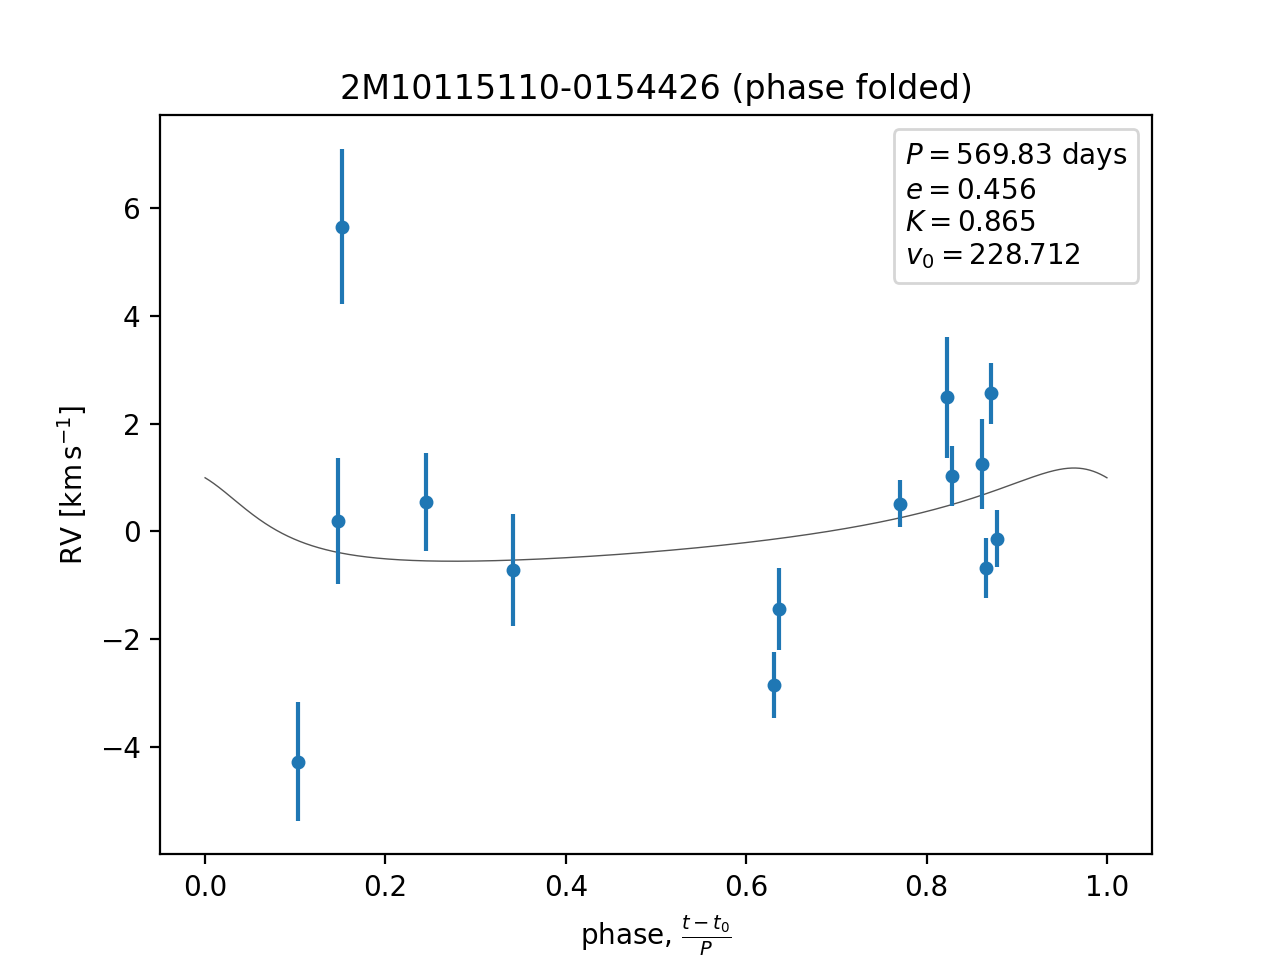 2M10115110-0154426 (phase folded)
P = 569.83 days
e = 0.456
K = 0.865
v₀ = 228.712
6
4
2
0
−2
−4
RV [km s⁻¹]
0.0 0.2 0.4 0.6 0.8 1.0
phase, (t − t₀)/P